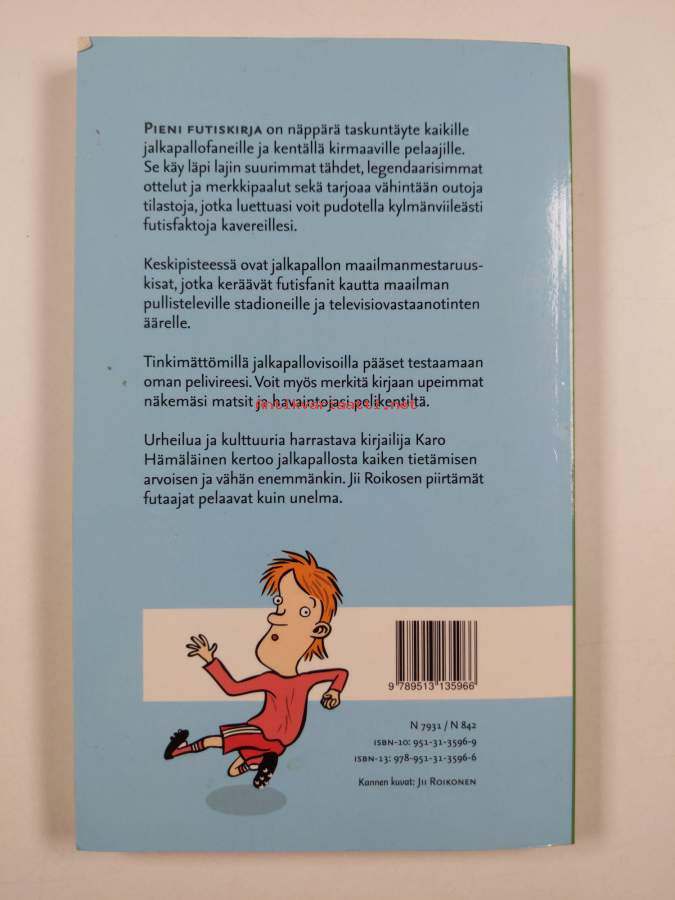 PIENI FUTISKIRJA on näppärä taskuntäyte kaikille
jalkapallofaneille ja kentällä kirmaaville pelaajille.
Se käy läpi lajin suurimmat tähdet, legendaarisimmat
ottelut ja merkkipaalut sekä tarjoaa vähintään outoja
tilastoja, jotka luettuasi voit pudotella kylmänviileästi
futisfaktoja kavereillesi.
Keskipisteessä ovat jalkapallon maailmanmestaruus-
kisat, jotka keräävät futisfanit kautta maailman
pullisteleville stadioneille ja televisiovastaanotinten
äärelle.
Tinkimättömillä jalkapallovisoilla pääset testaamaan
oman pelivireesi. Voit myös merkitä kirjaan upeimmat
näkemäsi matsit ja havaintojasi pelikentiltä.
antikvariaatti.net
Urheilua ja kulttuuria harrastava kirjailija Karo
Hämäläinen kertoo jalkapallosta kaiken tietämisen
arvoisen ja vähän enemmänkin. Jii Roikosen piirtämät
futaajat pelaavat kuin unelma.
9 789513 135966
N 7931 / N 842
ISBN-10: 951-31-3596-9
ISBN-13: 978-951-31-3596-6
Kannen kuvat: JII ROIKONEN